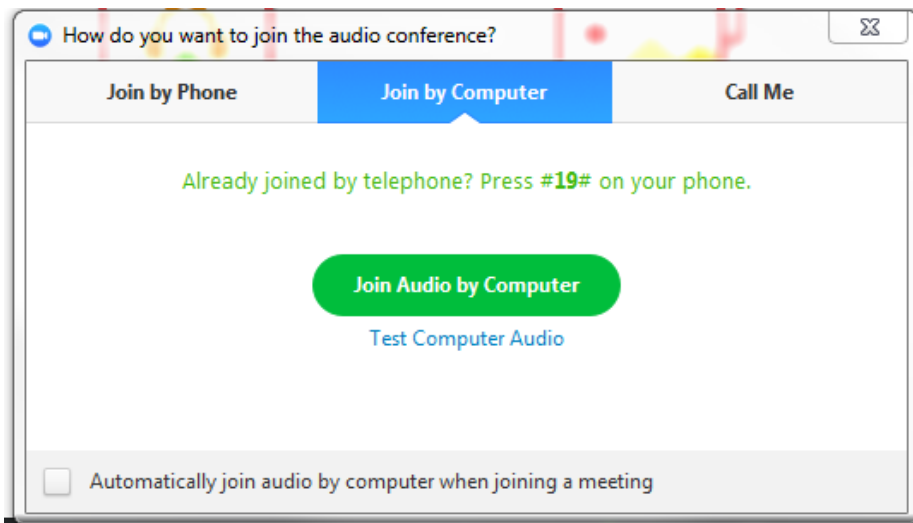 How do you want to join the audio conference?
Join by Phone Join by Computer Call Me
Already joined by telephone? Press #19# on your phone.
Join Audio by Computer
Test Computer Audio
Automatically join audio by computer when joining a meeting